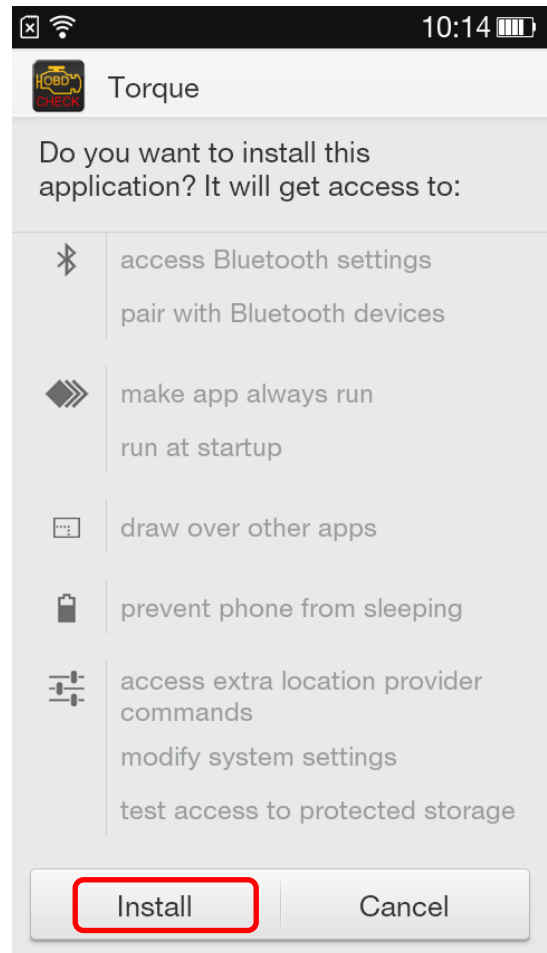 10:14
HOBD
CHECK
Torque
Do you want to install this
application? It will get access to:
access Bluetooth settings
pair with Bluetooth devices
make app always run
run at startup
draw over other apps
prevent phone from sleeping
access extra location provider
commands
modify system settings
test access to protected storage
Install
Cancel